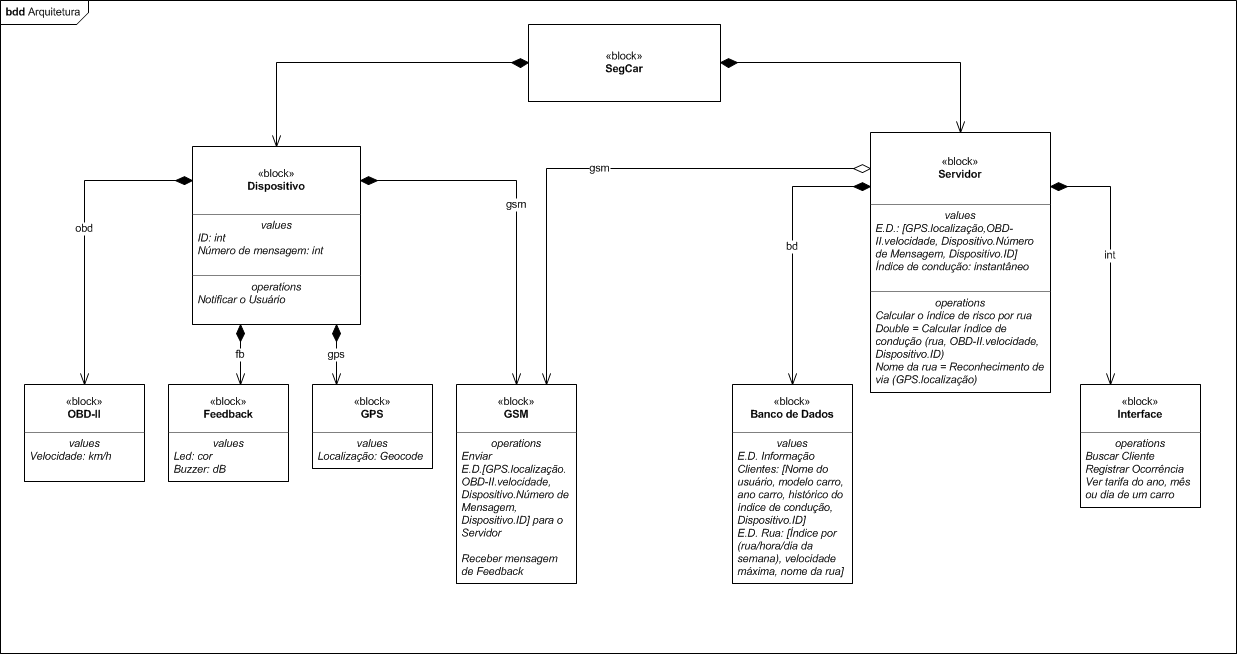 bdd Arquitetura
«block»
SegCar
«block»
Dispositivo
values
ID: int
Número de mensagem: int
operations
Notificar o Usuário
«block»
Servidor
values
E.D.: [GPS.localização,OBD-
II.velocidade, Dispositivo.Número
de Mensagem, Dispositivo.ID]
Índice de condução: instantâneo
operations
Calcular o índice de risco por rua
Double = Calcular índice de
condução (rua, OBD-II.velocidade,
Dispositivo.ID)
Nome da rua = Reconhecimento de
via (GPS.localização)
obd
fb
gps
gsm
gsm
bd
int
«block»
OBD-II
values
Velocidade: km/h
«block»
Feedback
values
Led: cor
Buzzer: dB
«block»
GPS
values
Localização: Geocode
«block»
GSM
operations
Enviar
E.D.[GPS.localização.
OBD-II.velocidade,
Dispositivo.Número de
Mensagem,
Dispositivo.ID] para o
Servidor
Receber mensagem
de Feedback
«block»
Banco de Dados
values
E.D. Informação
Clientes: [Nome do
usuário, modelo carro,
ano carro, histórico do
índice de condução,
Dispositivo.ID]
E.D. Rua: [Índice por
(rua/hora/dia da
semana), velocidade
máxima, nome da rua]
«block»
Interface
operations
Buscar Cliente
Registrar Ocorrência
Ver tarifa do ano, mês
ou dia de um carro